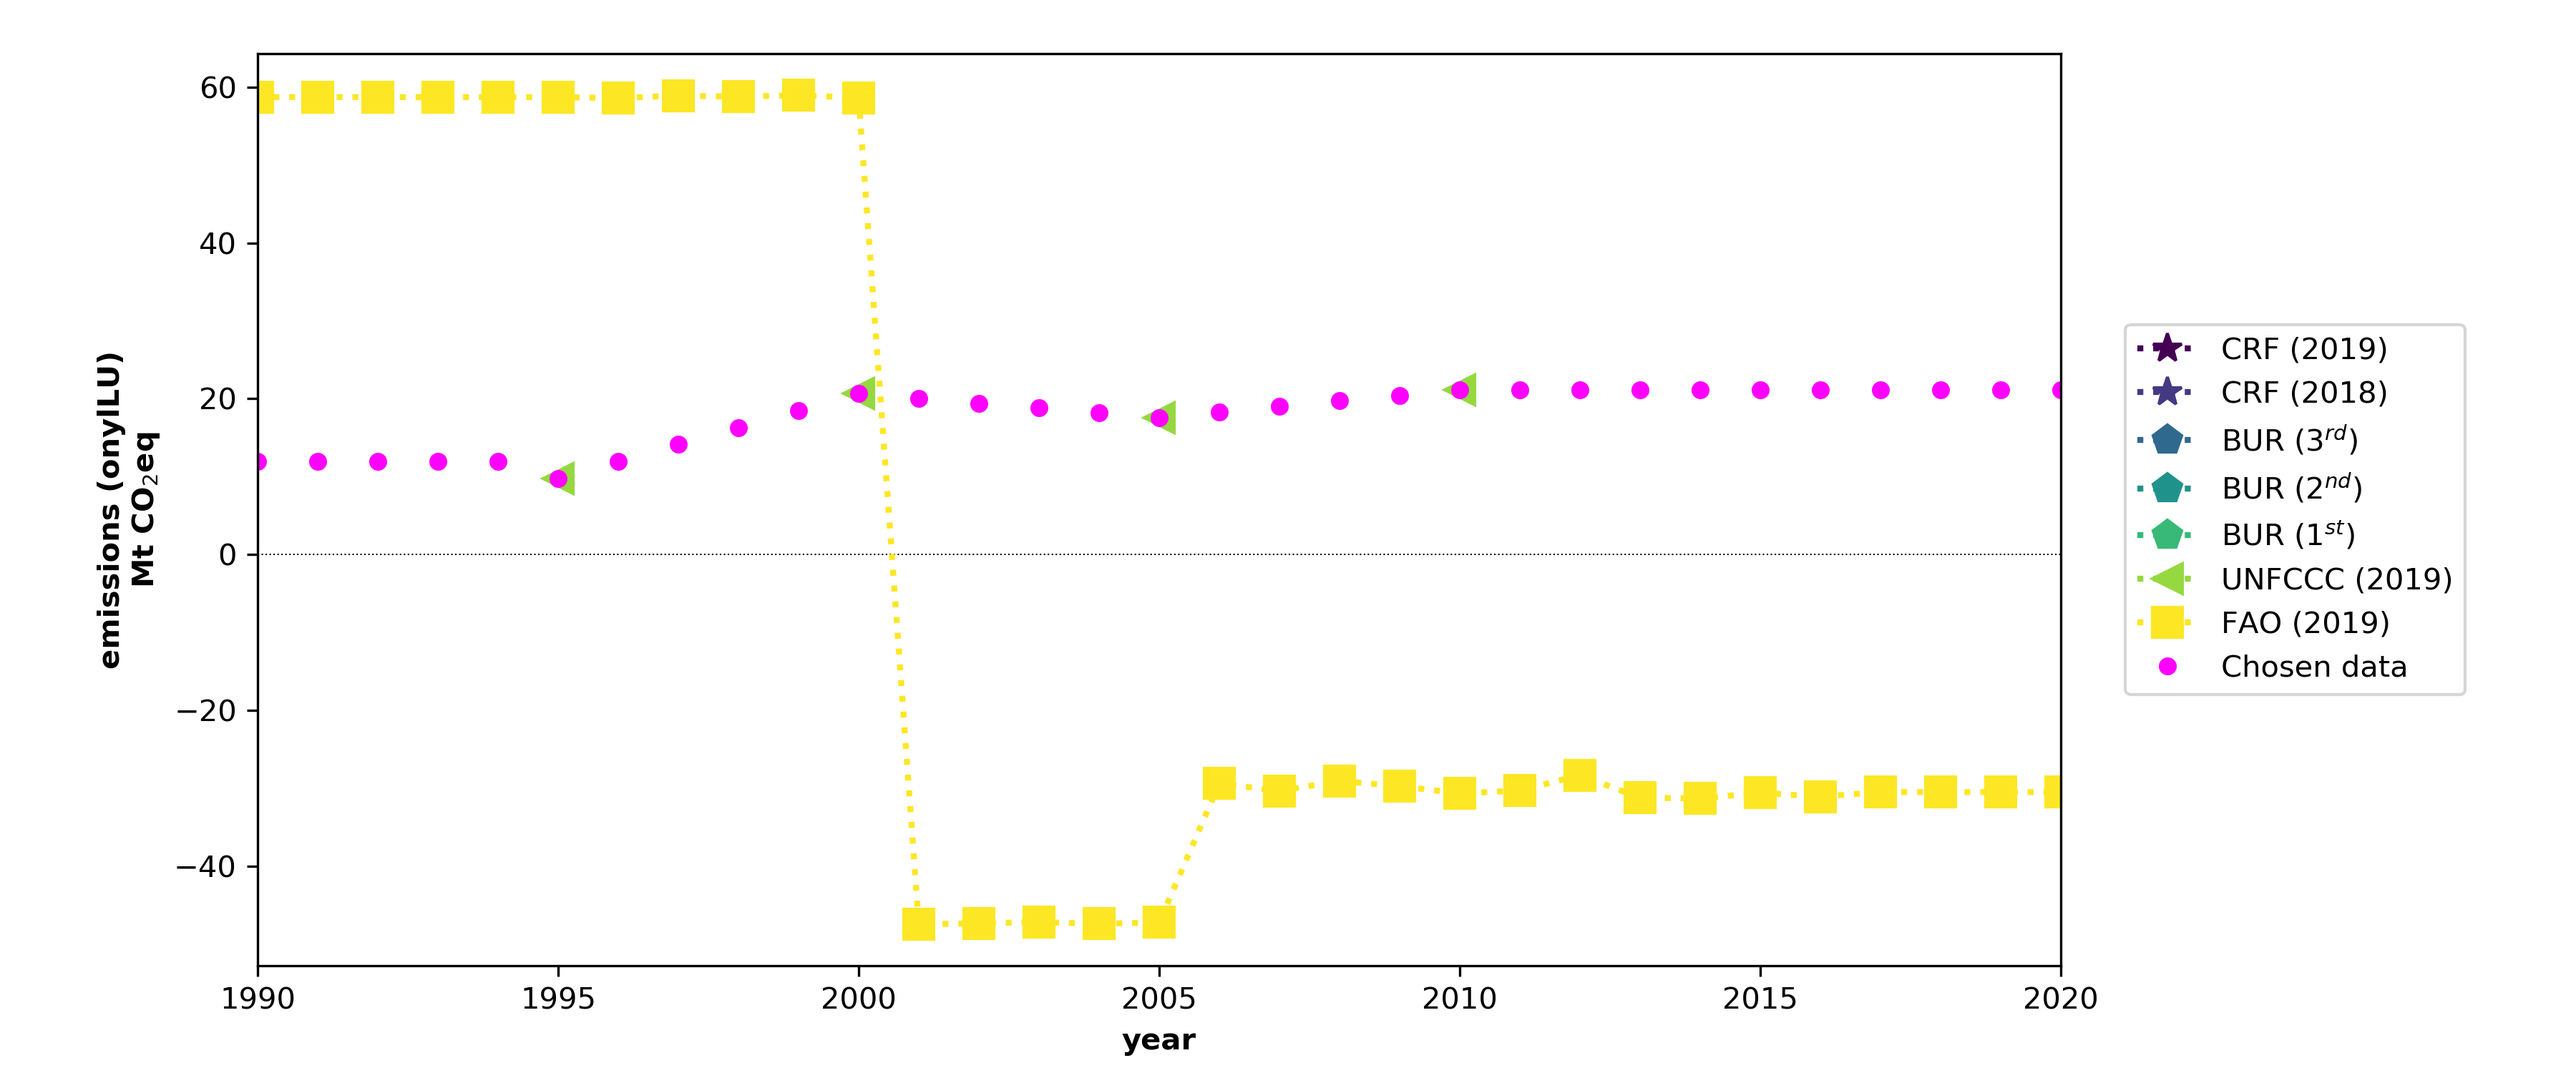 60
40
20
0
−20
−40
emissions (onylLU)
Mt CO₂eq
1990 1995 2000 2005 2010 2015 2020
year
CRF (2019)
CRF (2018)
BUR (3ʳᵈ)
BUR (2ⁿᵈ)
BUR (1ˢᵗ)
UNFCCC (2019)
FAO (2019)
Chosen data